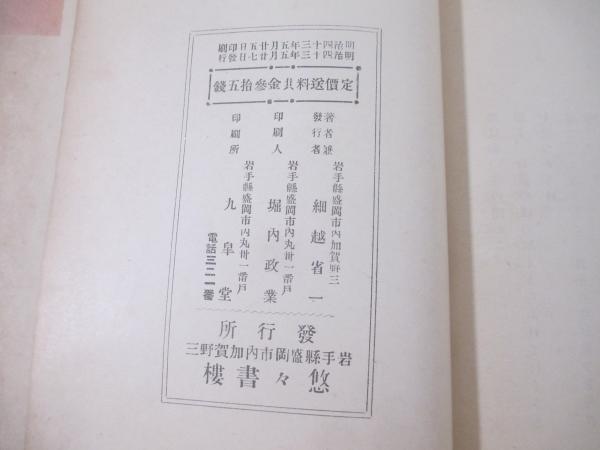 明治四十三年五月廿五日印刷
明治四十三年五月廿七日發行
定價送料共金參拾五錢
著者兼
發行者
岩手縣盛岡市内加賀野三
細越省一
印刷人
岩手縣盛岡市内丸卅一番戸
堀内政業
印刷所
岩手縣盛岡市内丸卅一番戸
九皐堂
電話三二一番
發行所
岩手縣盛岡市内加賀野三
悠々書樓